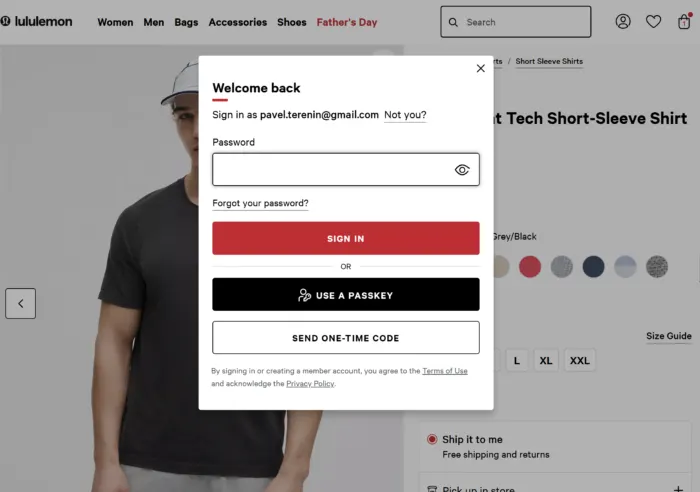 lululemon
Women Men Bags Accessories Shoes Father's Day
Search
1
Short Sleeve Shirts
/
Welcome back
Sign in as pavel.terenin@gmail.com Not you?
Password
Forgot your password?
SIGN IN
OR
USE A PASSKEY
SEND ONE-TIME CODE
By signing in or creating a member account, you agree to the Terms of Use
and acknowledge the Privacy Policy.
Tech Short-Sleeve Shirt
Grey/Black
Size Guide
L XL XXL
Ship it to me
Free shipping and returns
Pick up in store